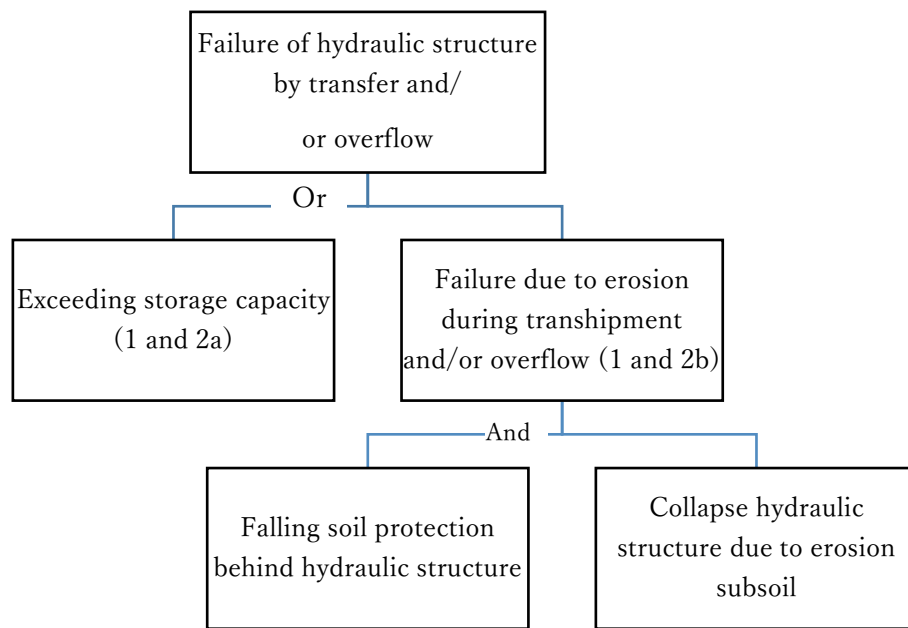 Failure of hydraulic structure
by transfer and/
or overflow
Or
Exceeding storage capacity
(1 and 2a)
Failure due to erosion
during transhipment
and/or overflow (1 and 2b)
And
Falling soil protection
behind hydraulic structure
Collapse hydraulic
structure due to erosion
subsoil